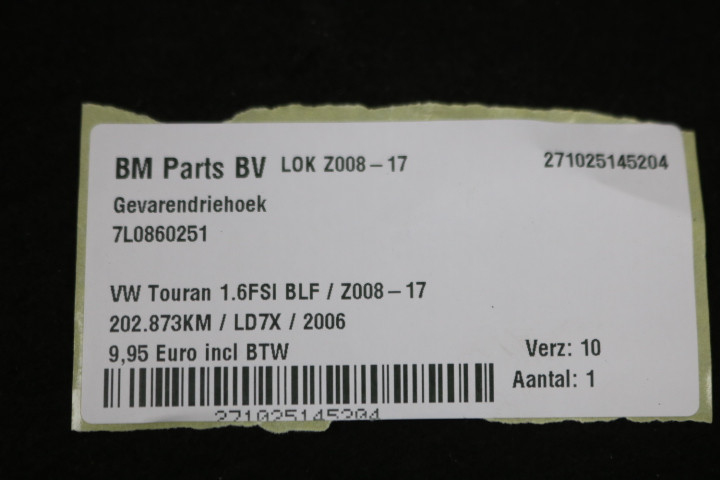 BM Parts BV LOK Z008-17 271025145204
Gevarendriehoek
7L0860251
VW Touran 1.6FSI BLF / Z008-17
202.873KM / LD7X / 2006
9,95 Euro incl BTW Verz: 10
Aantal: 1
271025145204